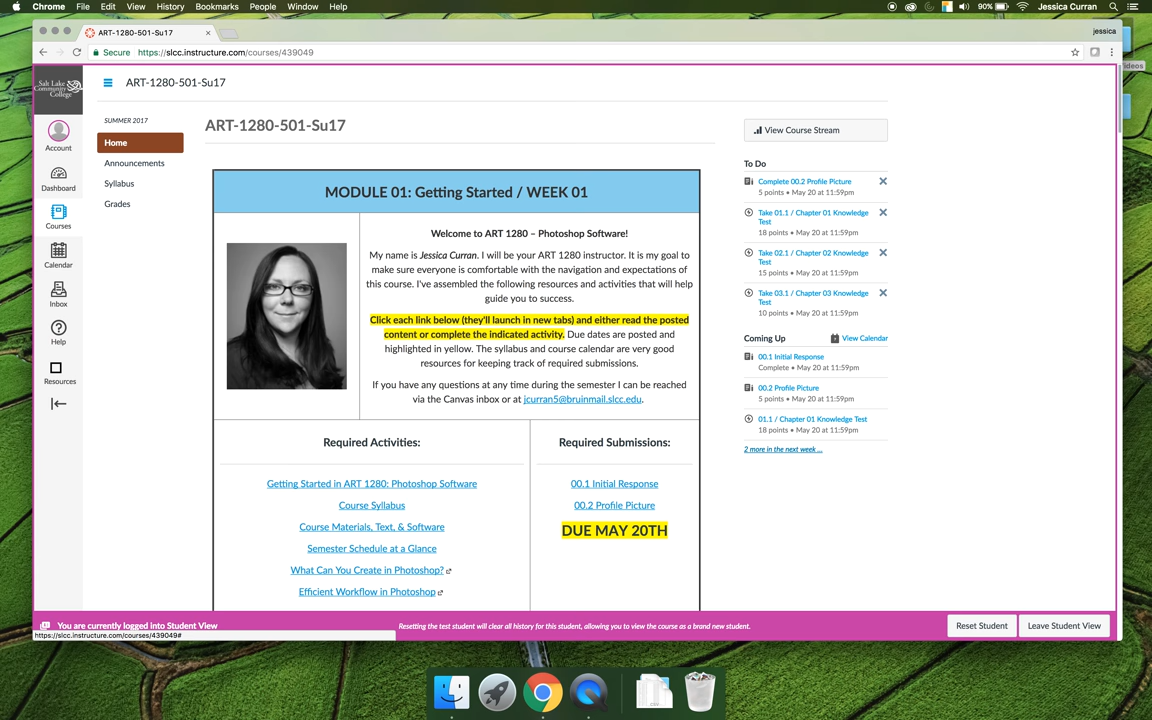 Chrome File Edit View History Bookmarks People Window Help 90% Jessica Curran
ART-1280-501-Su17 jessica
Secure https://slcc.instructure.com/courses/439049
Videos
Salt Lake
Community
College
ART-1280-501-Su17
Account
Dashboard
Courses
Calendar
Inbox
Help
Resources
SUMMER 2017
Home
Announcements
Syllabus
Grades
ART-1280-501-Su17
MODULE 01: Getting Started / WEEK 01
Welcome to ART 1280 – Photoshop Software!
My name is Jessica Curran. I will be your ART 1280 instructor. It is my goal to
make sure everyone is comfortable with the navigation and expectations of
this course. I've assembled the following resources and activities that will help
guide you to success.
Click each link below (they'll launch in new tabs) and either read the posted
content or complete the indicated activity. Due dates are posted and
highlighted in yellow. The syllabus and course calendar are very good
resources for keeping track of required submissions.
If you have any questions at any time during the semester I can be reached
via the Canvas inbox or at jcurran5@bruinmail.slcc.edu.
Required Activities:
Getting Started in ART 1280: Photoshop Software
Course Syllabus
Course Materials, Text, & Software
Semester Schedule at a Glance
What Can You Create in Photoshop?
Efficient Workflow in Photoshop
Required Submissions:
00.1 Initial Response
00.2 Profile Picture
DUE MAY 20TH
View Course Stream
To Do
Complete 00.2 Profile Picture
5 points • May 20 at 11:59pm
Take 01.1 / Chapter 01 Knowledge
Test
18 points • May 20 at 11:59pm
Take 02.1 / Chapter 02 Knowledge
Test
15 points • May 20 at 11:59pm
Take 03.1 / Chapter 03 Knowledge
Test
10 points • May 20 at 11:59pm
Coming Up View Calendar
00.1 Initial Response
Complete • May 20 at 11:59pm
00.2 Profile Picture
5 points • May 20 at 11:59pm
01.1 / Chapter 01 Knowledge Test
18 points • May 20 at 11:59pm
2 more in the next week ...
You are currently logged into Student View
Resetting the test student will clear all history for this student, allowing you to view the course as a brand new student.
Reset Student
Leave Student View
https://slcc.instructure.com/courses/439049#